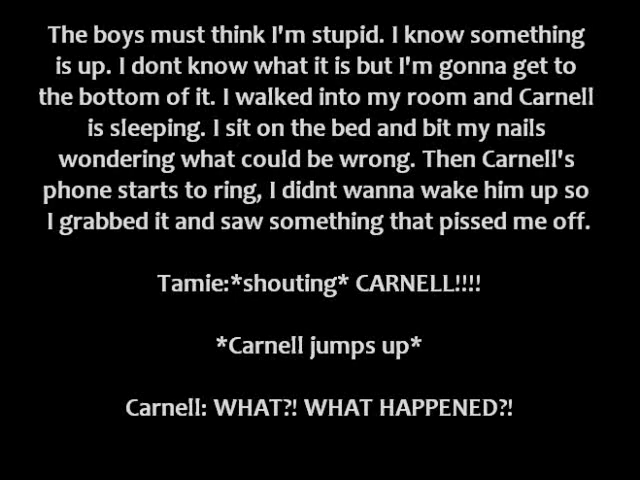 The boys must think I'm stupid. I know something
is up. I dont know what it is but I'm gonna get to
the bottom of it. I walked into my room and Carnell
is sleeping. I sit on the bed and bit my nails
wondering what could be wrong. Then Carnell's
phone starts to ring, I didnt wanna wake him up so
I grabbed it and saw something that pissed me off.
Tamie:*shouting* CARNELL!!!!
*Carnell jumps up*
Carnell: WHAT?! WHAT HAPPENED?!